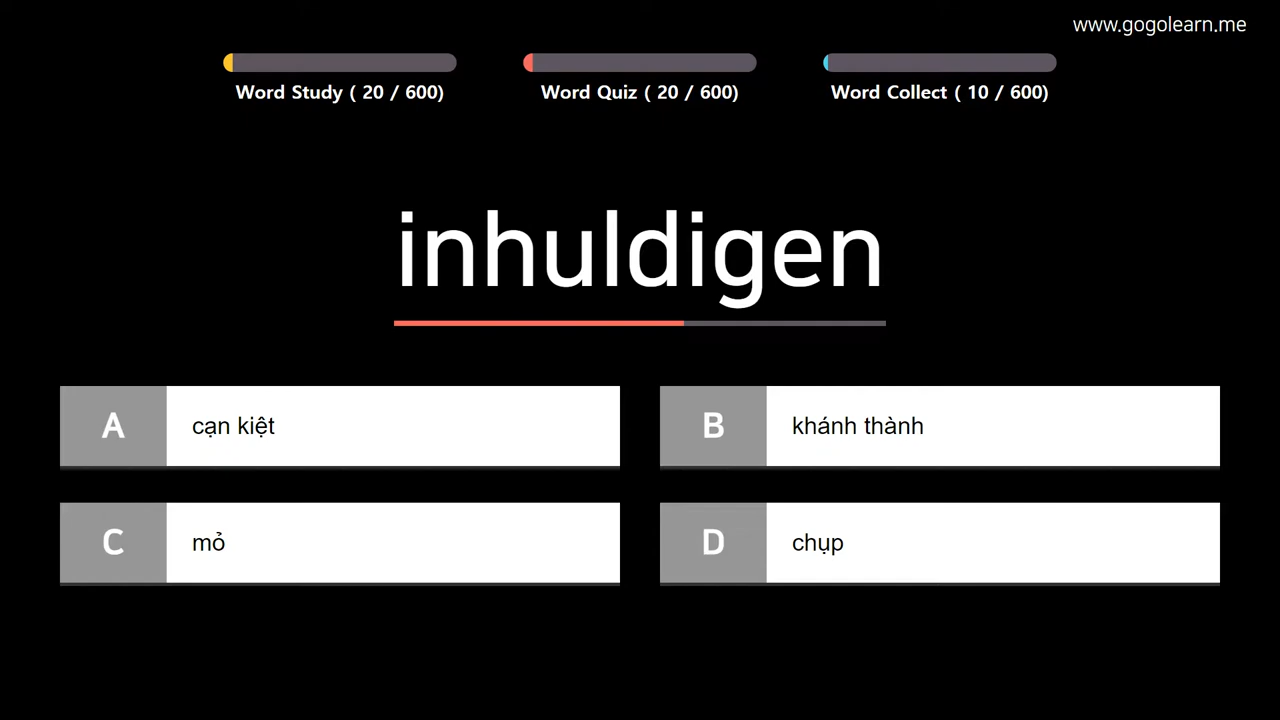 www.gogolearn.me
Word Study ( 20 / 600)
Word Quiz ( 20 / 600)
Word Collect ( 10 / 600)
inhuldigen
A cạn kiệt
B khánh thành
C mỏ
D chụp